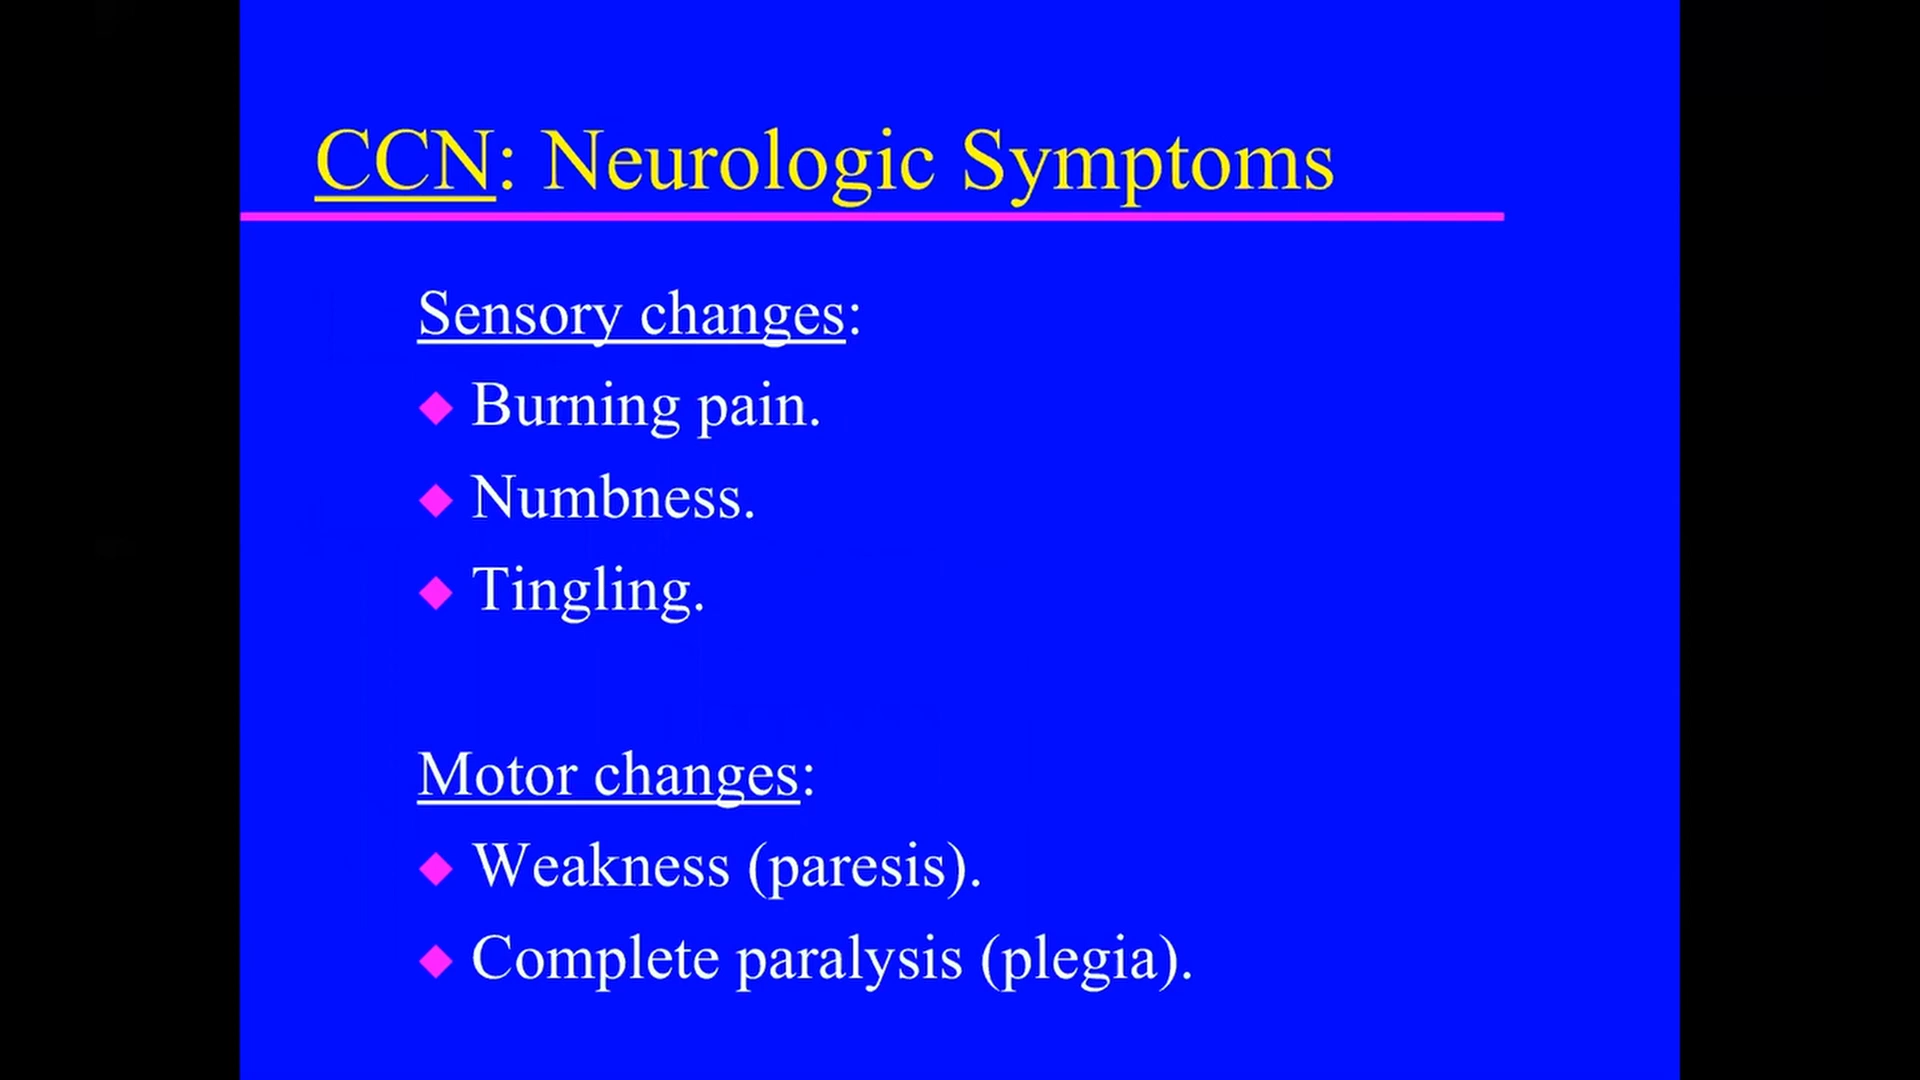 CCN: Neurologic Symptoms
Sensory changes:
Burning pain.
Numbness.
Tingling.
Motor changes:
Weakness (paresis).
Complete paralysis (plegia).